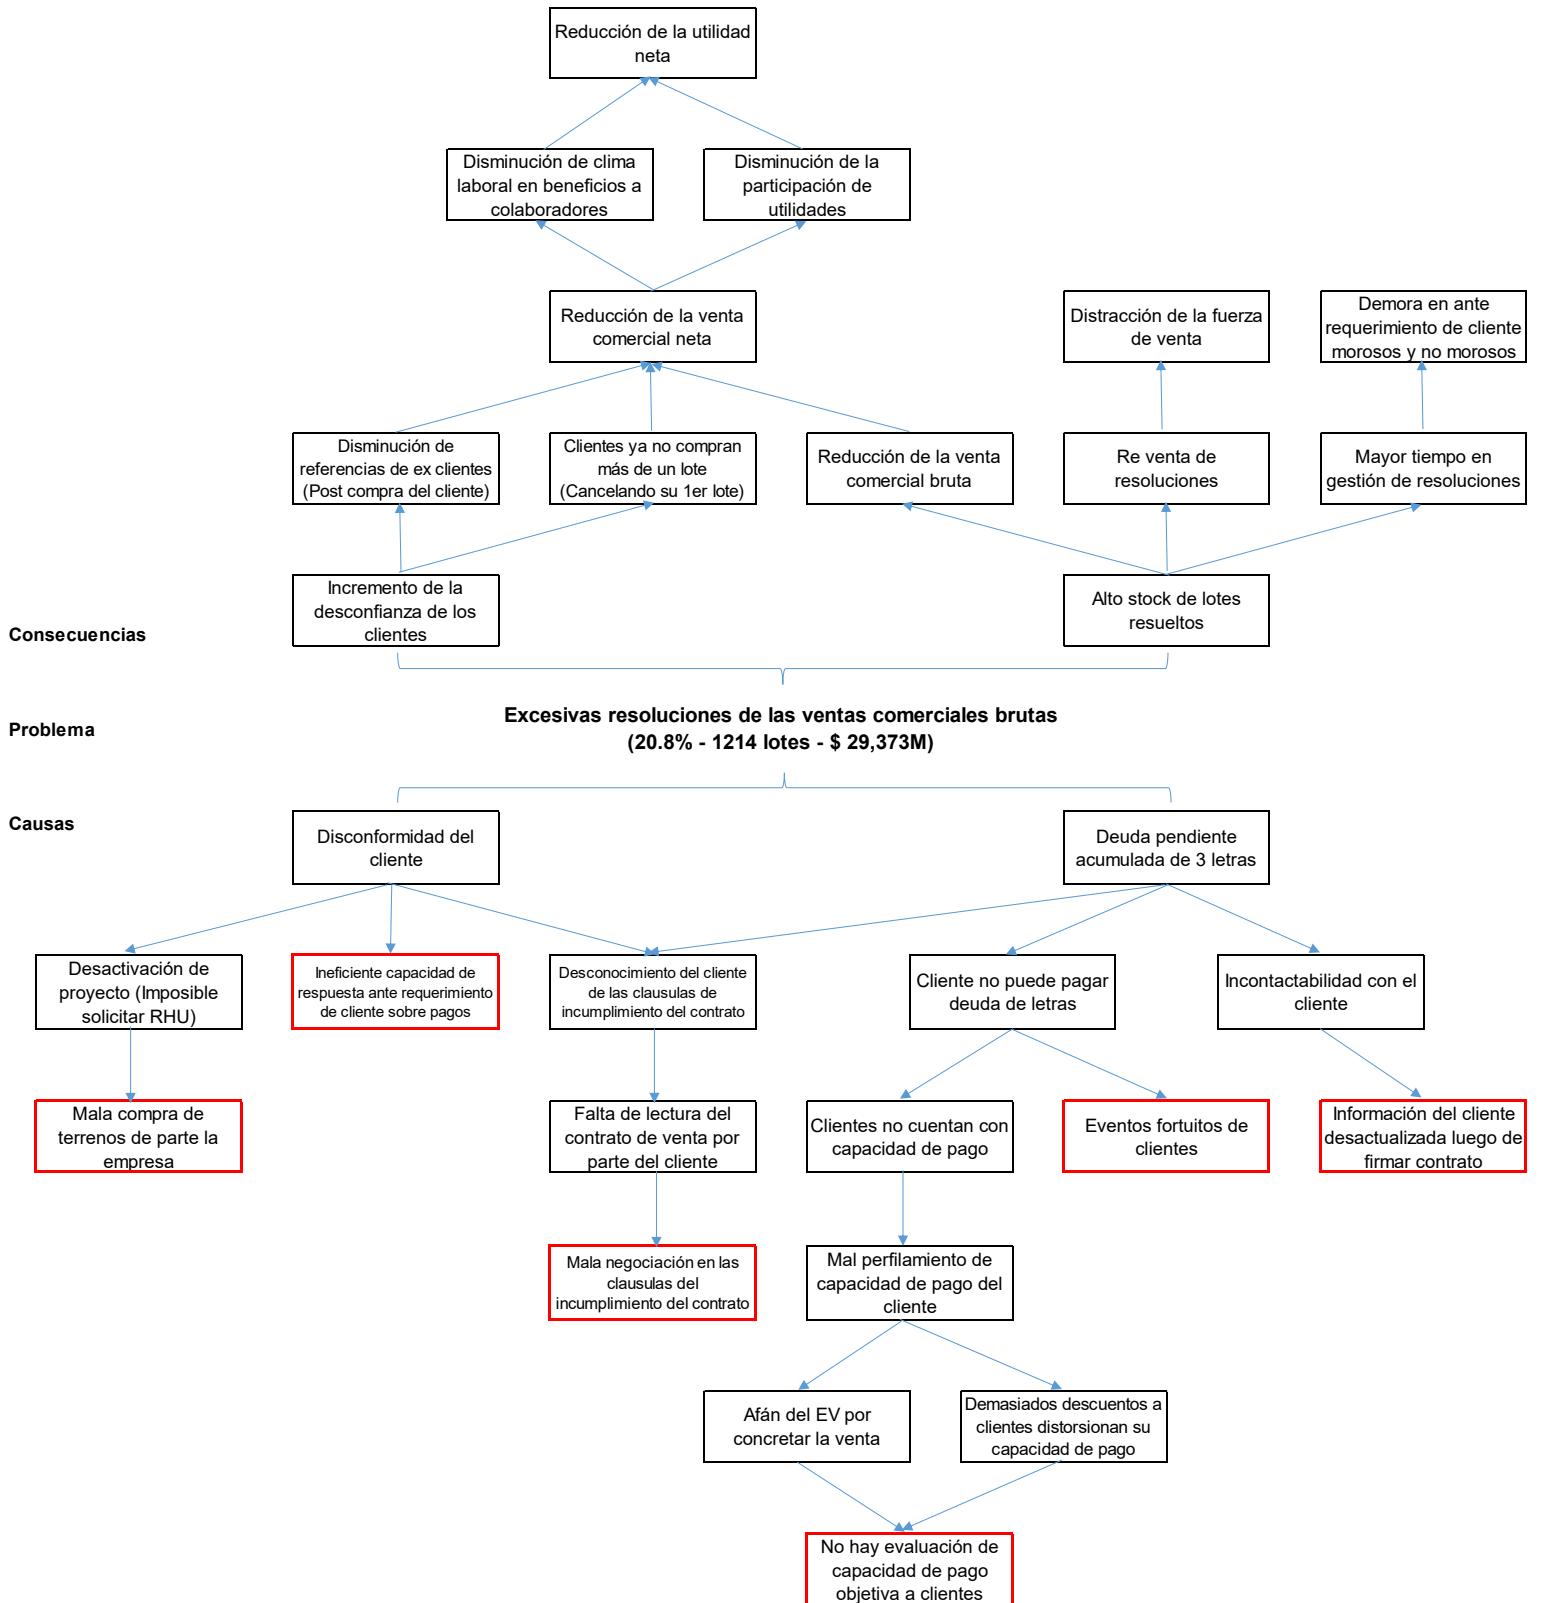 Reducción de la utilidad
neta
Disminución de clima
laboral en beneficios a
colaboradores
Disminución de la
participación de
utilidades
Reducción de la venta
comercial neta
Distracción de la fuerza
de venta
Demora en ante
requerimiento de cliente
morosos y no morosos
Disminución de
referencias de ex clientes
(Post compra del cliente)
Clientes ya no compran
más de un lote
(Cancelando su 1er lote)
Reducción de la venta
comercial bruta
Re venta de
resoluciones
Mayor tiempo en
gestión de resoluciones
Incremento de la
desconfianza de los
clientes
Alto stock de lotes
resueltos
Consecuencias
Excesivas resoluciones de las ventas comerciales brutas
(20.8% - 1214 lotes - $ 29,373M)
Problema
Causas
Disconformidad del
cliente
Deuda pendiente
acumulada de 3 letras
Desactivación de
proyecto (Imposible
solicitar RHU)
Ineficiente capacidad de
respuesta ante requerimiento
de cliente sobre pagos
Desconocimiento del cliente
de las clausulas de
incumplimiento del contrato
Cliente no puede pagar
deuda de letras
Incontactabilidad con el
cliente
Mala compra de
terrenos de parte la
empresa
Falta de lectura del
contrato de venta por
parte del cliente
Clientes no cuentan con
capacidad de pago
Eventos fortuitos de
clientes
Información del cliente
desactualizada luego de
firmar contrato
Mala negociación en las
clausulas del
incumplimiento del contrato
Mal perfilamiento de
capacidad de pago del
cliente
Afán del EV por
concretar la venta
Demasiados descuentos a
clientes distorsionan su
capacidad de pago
No hay evaluación de
capacidad de pago
objetiva a clientes